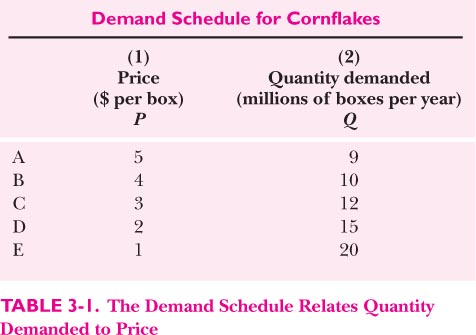 Demand Schedule for Cornflakes
(1) (2)
Price Quantity demanded
($ per box) (millions of boxes per year)
P Q
A 5 9
B 4 10
C 3 12
D 2 15
E 1 20
TABLE 3-1. The Demand Schedule Relates Quantity
Demanded to Price